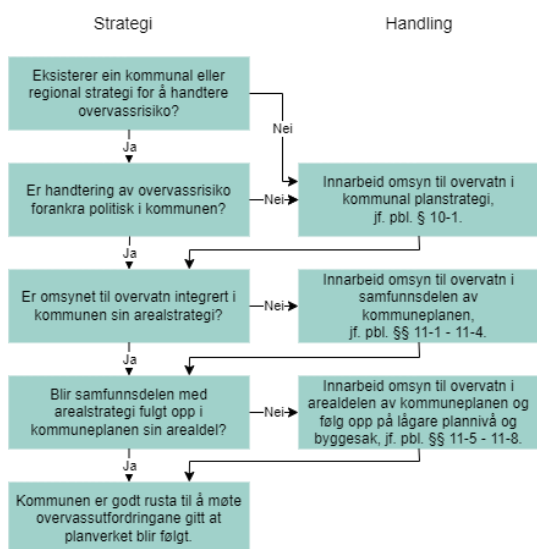 Strategi
Handling
Eksisterer ein kommunal eller
regional strategi for å handtere
overvassrisiko?
Nei
Ja
Er handtering av overvassrisiko
forankra politisk i kommunen?
Nei
Innarbeid omsyn til overvatn i
kommunal planstrategi,
jf. pbl. § 10-1.
Ja
Er omsynet til overvatn integrert i
kommunen sin arealstrategi?
Nei
Innarbeid omsyn til overvatn i
samfunnsdelen av
kommuneplanen,
jf. pbl. §§ 11-1 - 11-4.
Ja
Blir samfunnsdelen med
arealstrategi fulgt opp i
kommuneplanen sin arealdel?
Nei
Innarbeid omsyn til overvatn i
arealdelen av kommuneplanen og
følg opp på lågare plannivå og
byggesak, jf. pbl. §§ 11-5 - 11-8.
Ja
Kommunen er godt rusta til å møte
overvassutfordringane gitt at
planverket blir følgt.